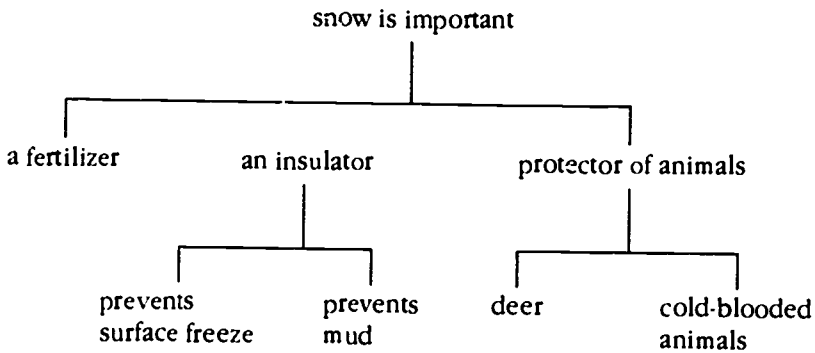 snow is important
a fertilizer
an insulator
protector of animals
prevents
surface freeze
prevents
mud
deer
cold-blooded
animals